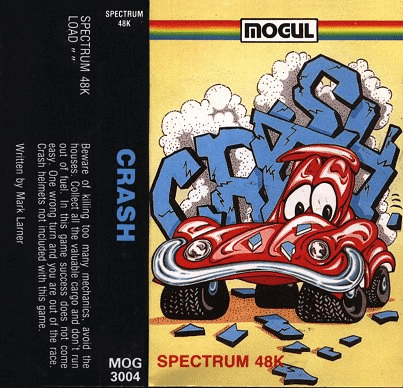 SPECTRUM 48K
LOAD " "
Beware of killing too many mechanics, avoid the
houses. Collect all the valuable cargo and don't run
out of fuel. In this game success does not come
easy. One wrong turn and you are out of the race.
Crash helmets not included with this game.
Written by Mark Larner
SPECTRUM
48K
CRASH
MOG
3004
MOGUL
CRASH
SPECTRUM 48K